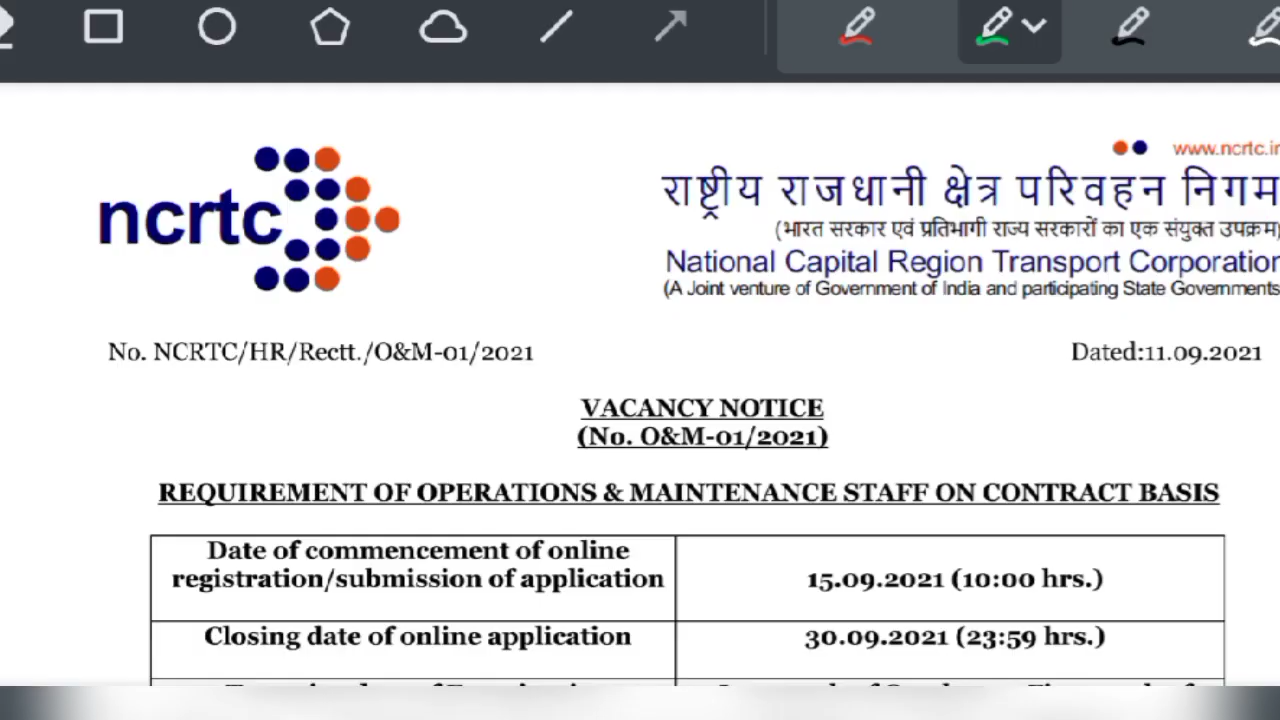 www.ncrtc.in
ncrtc
राष्ट्रीय राजधानी क्षेत्र परिवहन निगम
(भारत सरकार एवं प्रतिभागी राज्य सरकारों का एक संयुक्त उपक्रम)
National Capital Region Transport Corporation
(A Joint venture of Government of India and participating State Governments
No. NCRTC/HR/Rectt./O&M-01/2021 Dated:11.09.2021
VACANCY NOTICE
(No. O&M-01/2021)
REQUIREMENT OF OPERATIONS & MAINTENANCE STAFF ON CONTRACT BASIS
Date of commencement of online
registration/submission of application
15.09.2021 (10:00 hrs.)
Closing date of online application 30.09.2021 (23:59 hrs.)